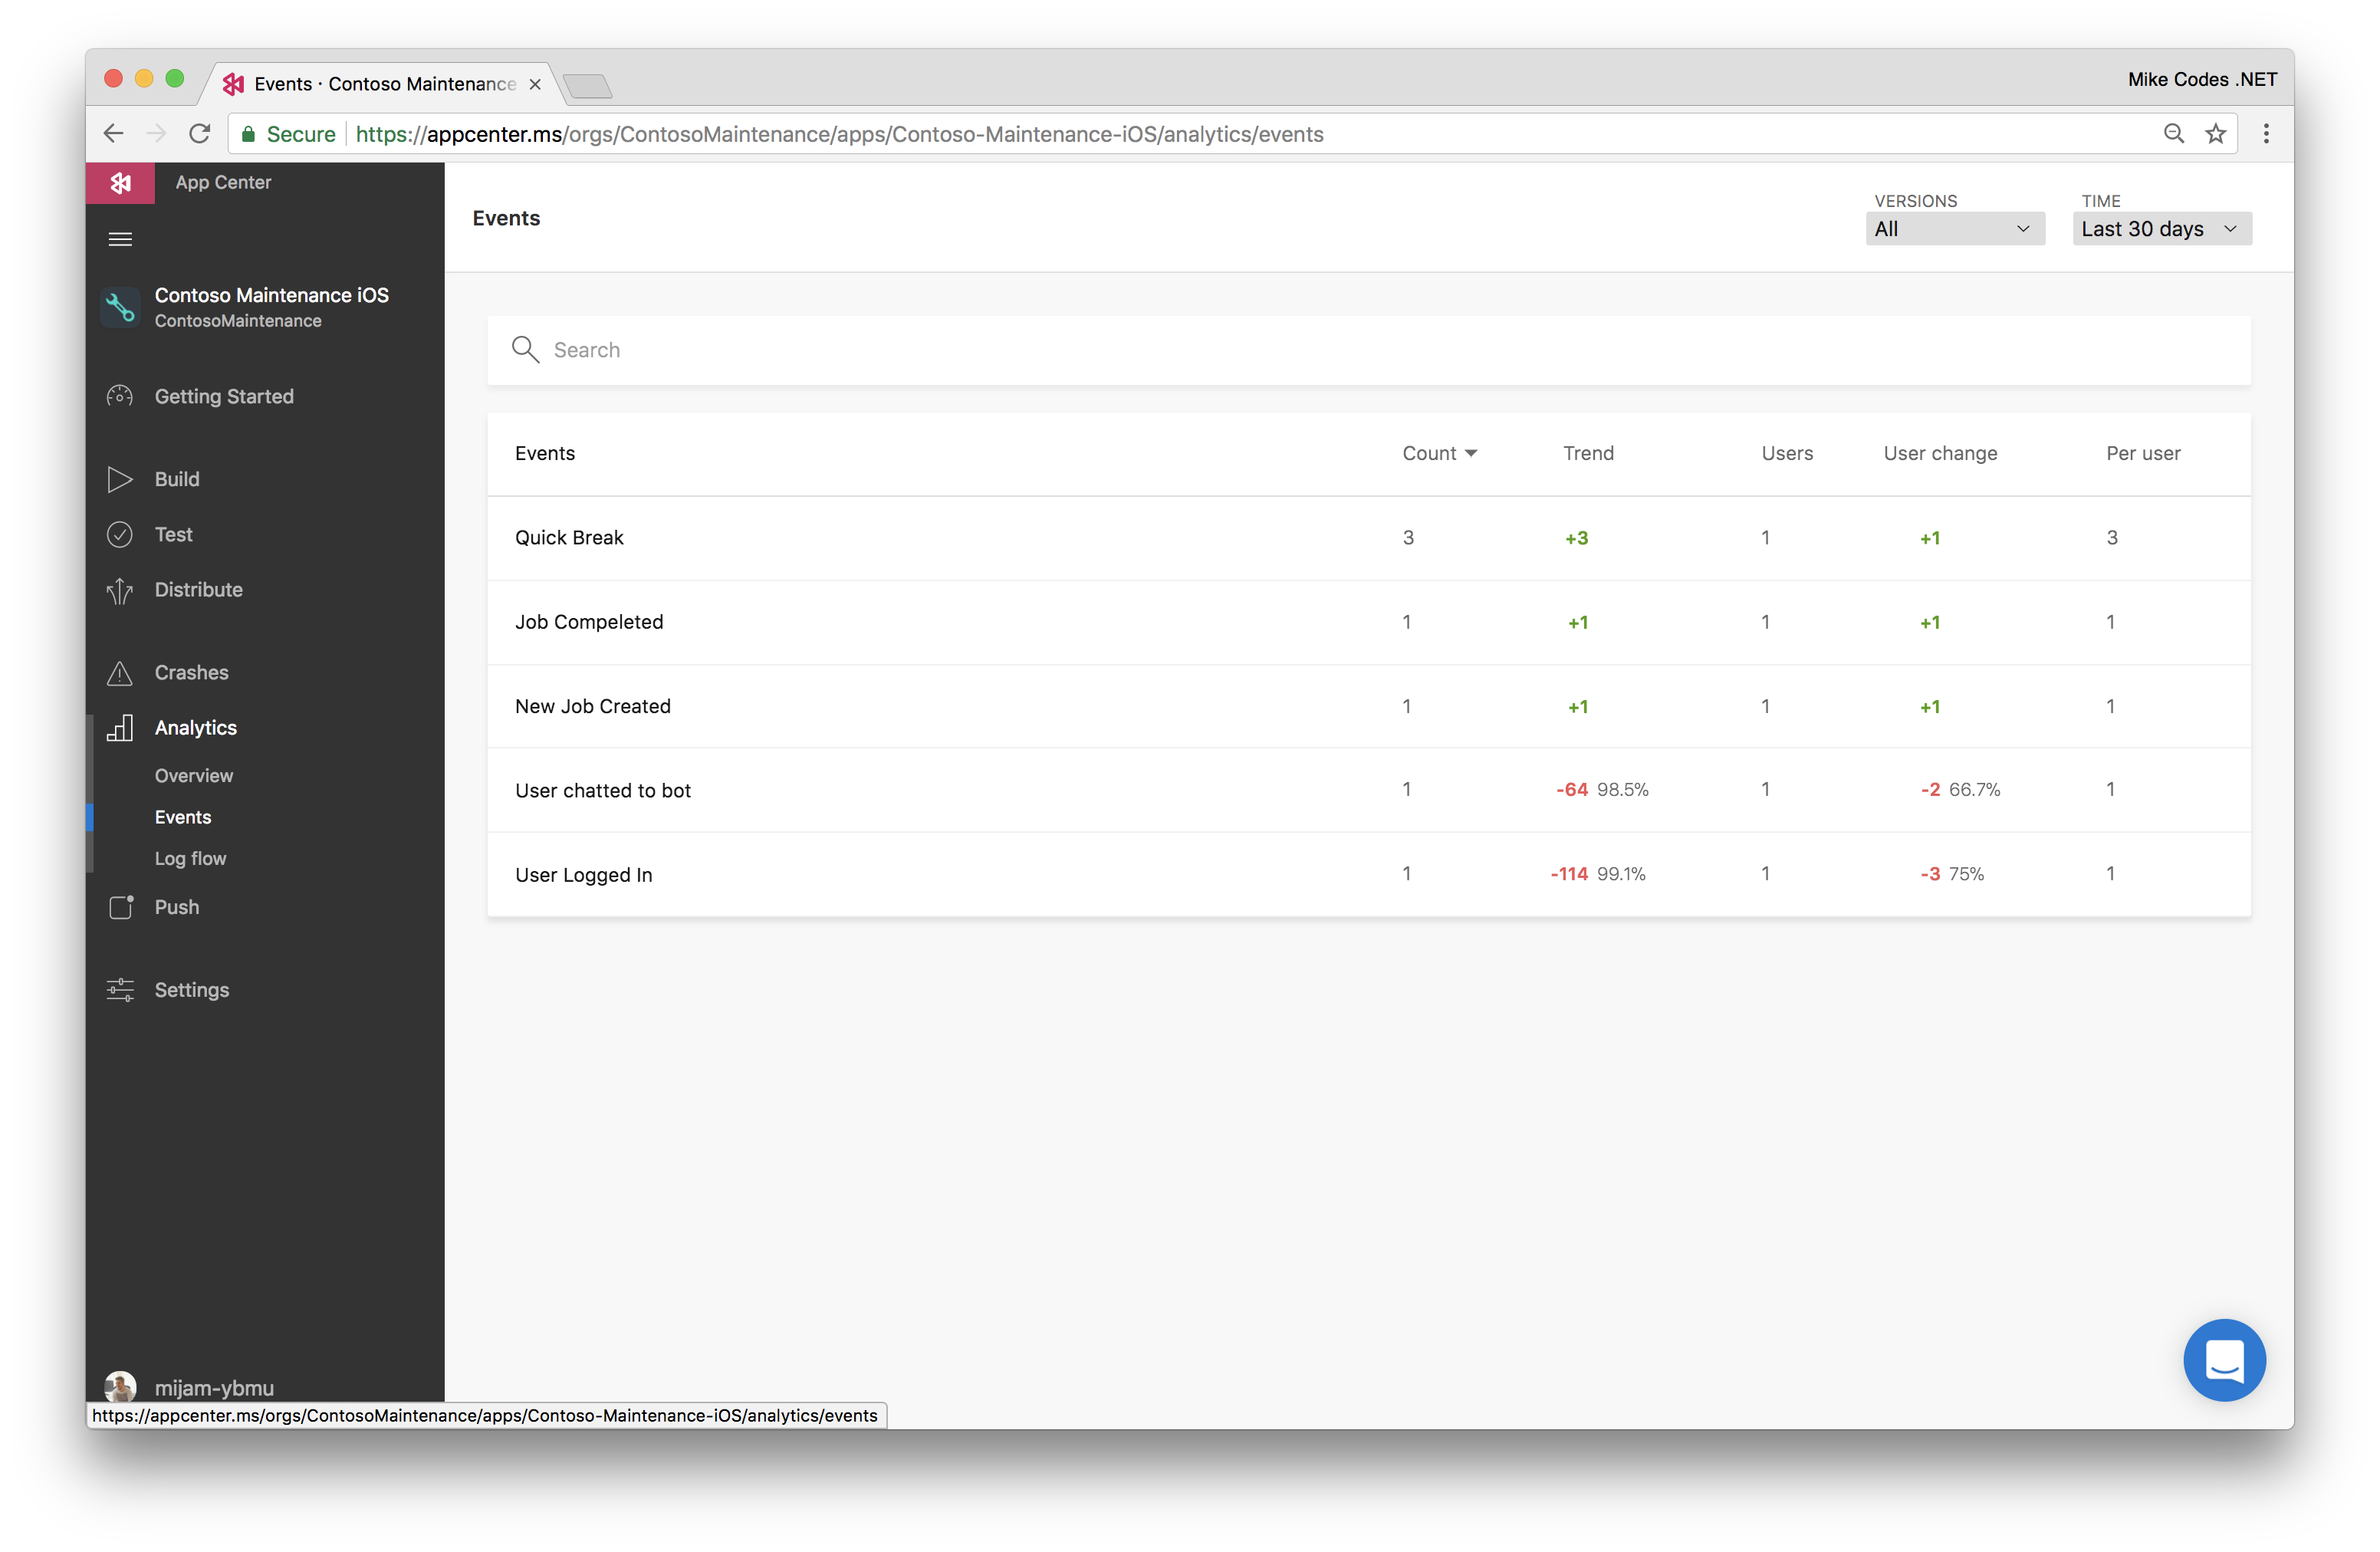 Events · Contoso Maintenance
Mike Codes .NET
Secure https://appcenter.ms/orgs/ContosoMaintenance/apps/Contoso-Maintenance-iOS/analytics/events
App Center
Contoso Maintenance iOS
ContosoMaintenance
Getting Started
Build
Test
Distribute
Crashes
Analytics
Overview
Events
Log flow
Push
Settings
mijam-ybmu
https://appcenter.ms/orgs/ContosoMaintenance/apps/Contoso-Maintenance-iOS/analytics/events
Events
VERSIONS
All
TIME
Last 30 days
Search
Events Count Trend Users User change Per user
Quick Break 3 +3 1 +1 3
Job Compeleted 1 +1 1 +1 1
New Job Created 1 +1 1 +1 1
User chatted to bot 1 -64 98.5% 1 -2 66.7% 1
User Logged In 1 -114 99.1% 1 -3 75% 1